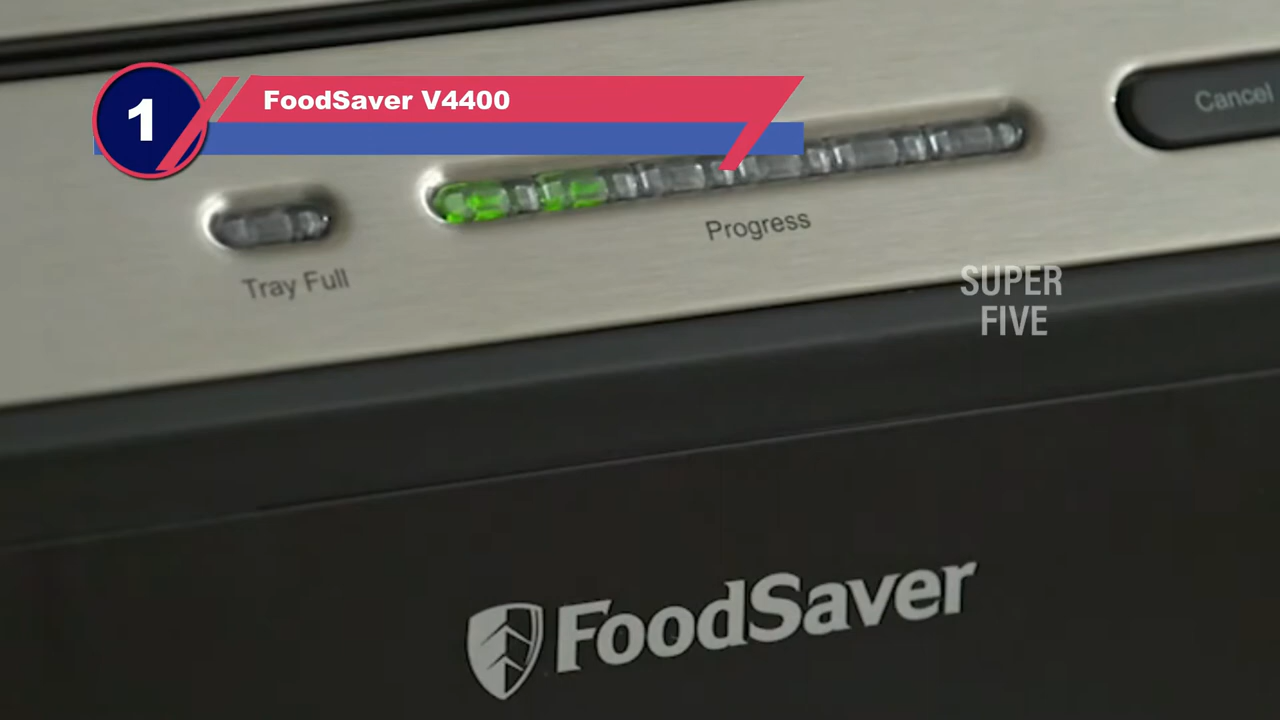 1
FoodSaver V4400
Cancel
Progress
Tray Full
SUPER
FIVE
FoodSaver